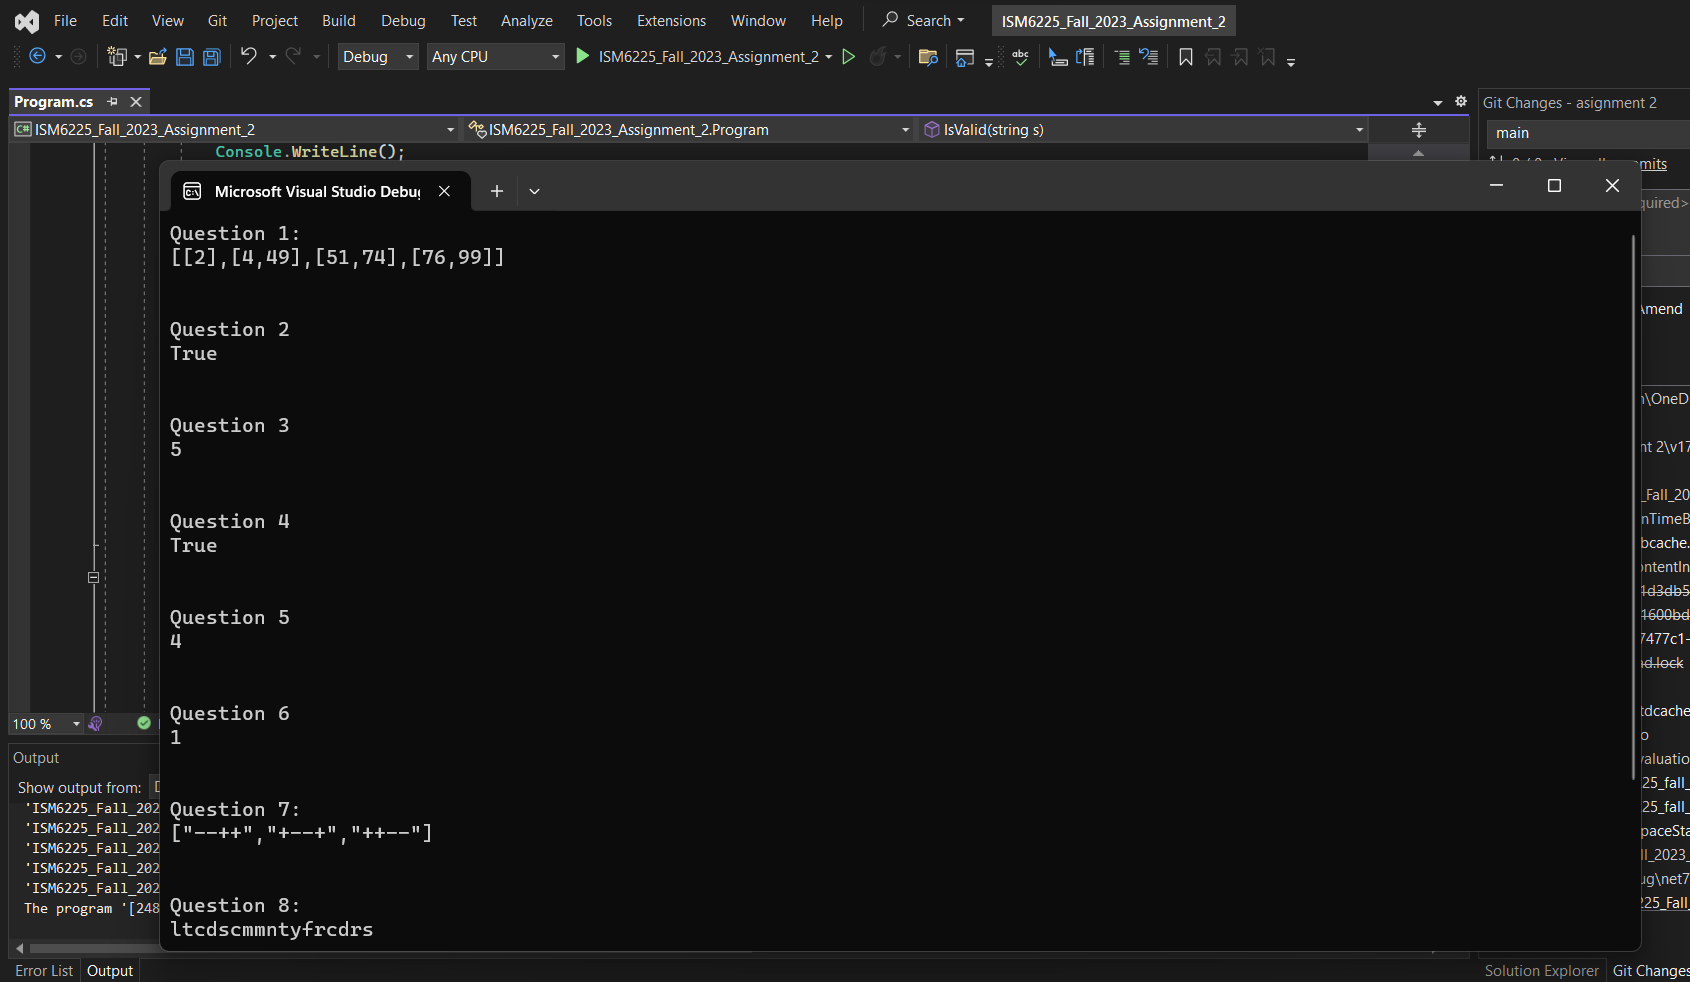 File Edit View Git Project Build Debug Test Analyze Tools Extensions Window Help Search ISM6225_Fall_2023_Assignment_2
Debug Any CPU ISM6225_Fall_2023_Assignment_2
Program.cs
Git Changes - asignment 2
C# ISM6225_Fall_2023_Assignment_2 ISM6225_Fall_2023_Assignment_2.Program IsValid(string s)
main
Console.WriteLine();
mits
Microsoft Visual Studio Debu
quired>
Question 1:
[[2],[4,49],[51,74],[76,99]]
Amend
Question 2
True
\OneD
Question 3
5
nt 2\v17
_Fall_20
Question 4
nTimeB
True
bcache.
ontentIn
1d3db5
1600bd
Question 5
4
7477c1-
ad.lock
Question 6
tdcache
100 %
1
o
Output
valuatio
Show output from:
25_fall_
'ISM6225_Fall_202
Question 7:
25_fall_
'ISM6225_Fall_202
["--++","+--+","++--"]
paceSta
'ISM6225_Fall_202
ll_2023_
'ISM6225_Fall_202
ug\net7
'ISM6225_Fall_202
Question 8:
225_Fall_
The program '[248
ltcdscmmntyfrcdrs
Error List Output
Solution Explorer Git Changes